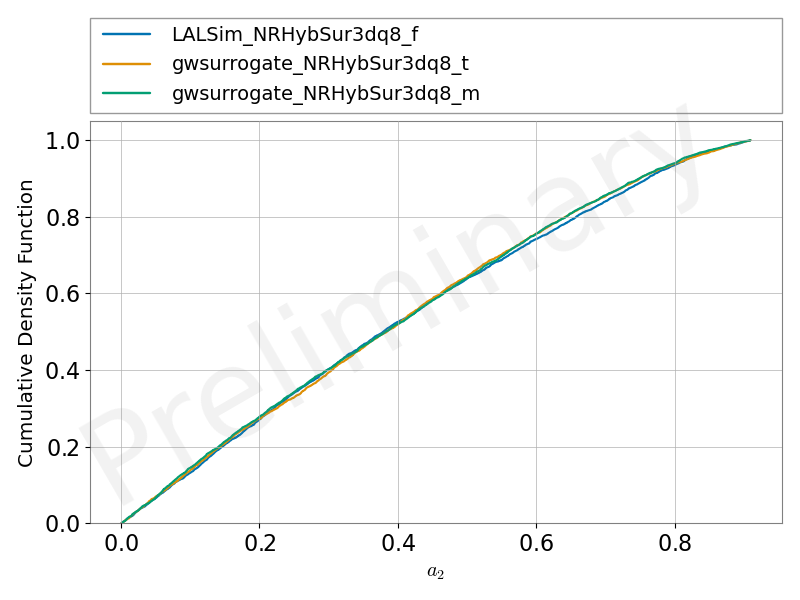 LALSim_NRHybSur3dq8_f
gwsurrogate_NRHybSur3dq8_t
gwsurrogate_NRHybSur3dq8_m
1.0
0.8
0.6
0.4
0.2
0.0
Cumulative Density Function
Preliminary
0.0 0.2 0.4 0.6 0.8
a₂